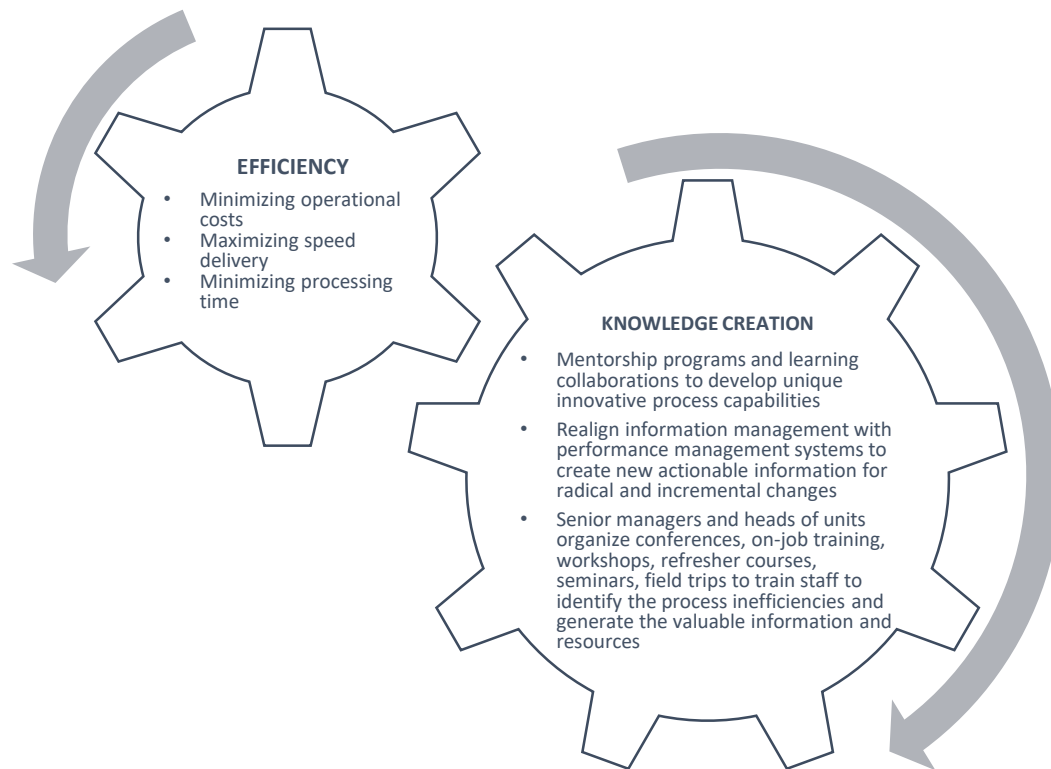 EFFICIENCY
• Minimizing operational
costs
• Maximizing speed
delivery
• Minimizing processing
time
KNOWLEDGE CREATION
• Mentorship programs and learning
collaborations to develop unique
innovative process capabilities
• Realign information management with
performance management systems to
create new actionable information for
radical and incremental changes
• Senior managers and heads of units
organize conferences, on-job training,
workshops, refresher courses,
seminars, field trips to train staff to
identify the process inefficiencies and
generate the valuable information and
resources